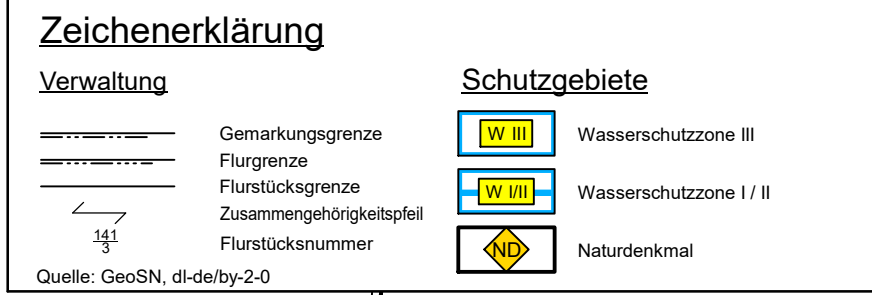 Zeichenerklärung
Verwaltung
Gemarkungsgrenze
Flurgrenze
Flurstücksgrenze
Zusammengehörigkeitspfeil
141
3
Flurstücksnummer
Quelle: GeoSN, dl-de/by-2-0
Schutzgebiete
W III
Wasserschutzzone III
W I/II
Wasserschutzzone I / II
ND
Naturdenkmal